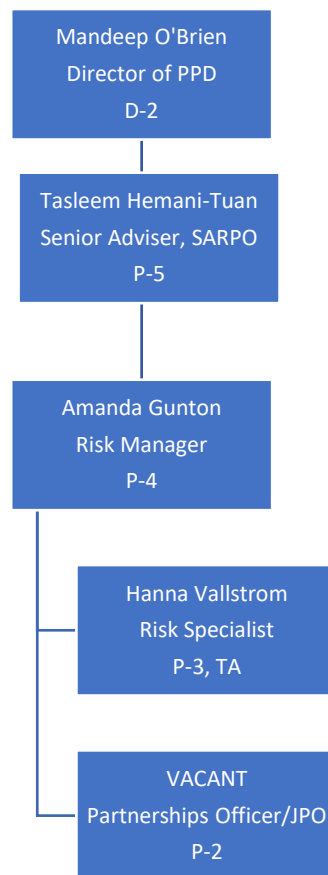 Mandeep O'Brien
Director of PPD
D-2
Tasleem Hemani-Tuan
Senior Adviser, SARPO
P-5
Amanda Gunton
Risk Manager
P-4
Hanna Vallstrom
Risk Specialist
P-3, TA
VACANT
Partnerships Officer/JPO
P-2